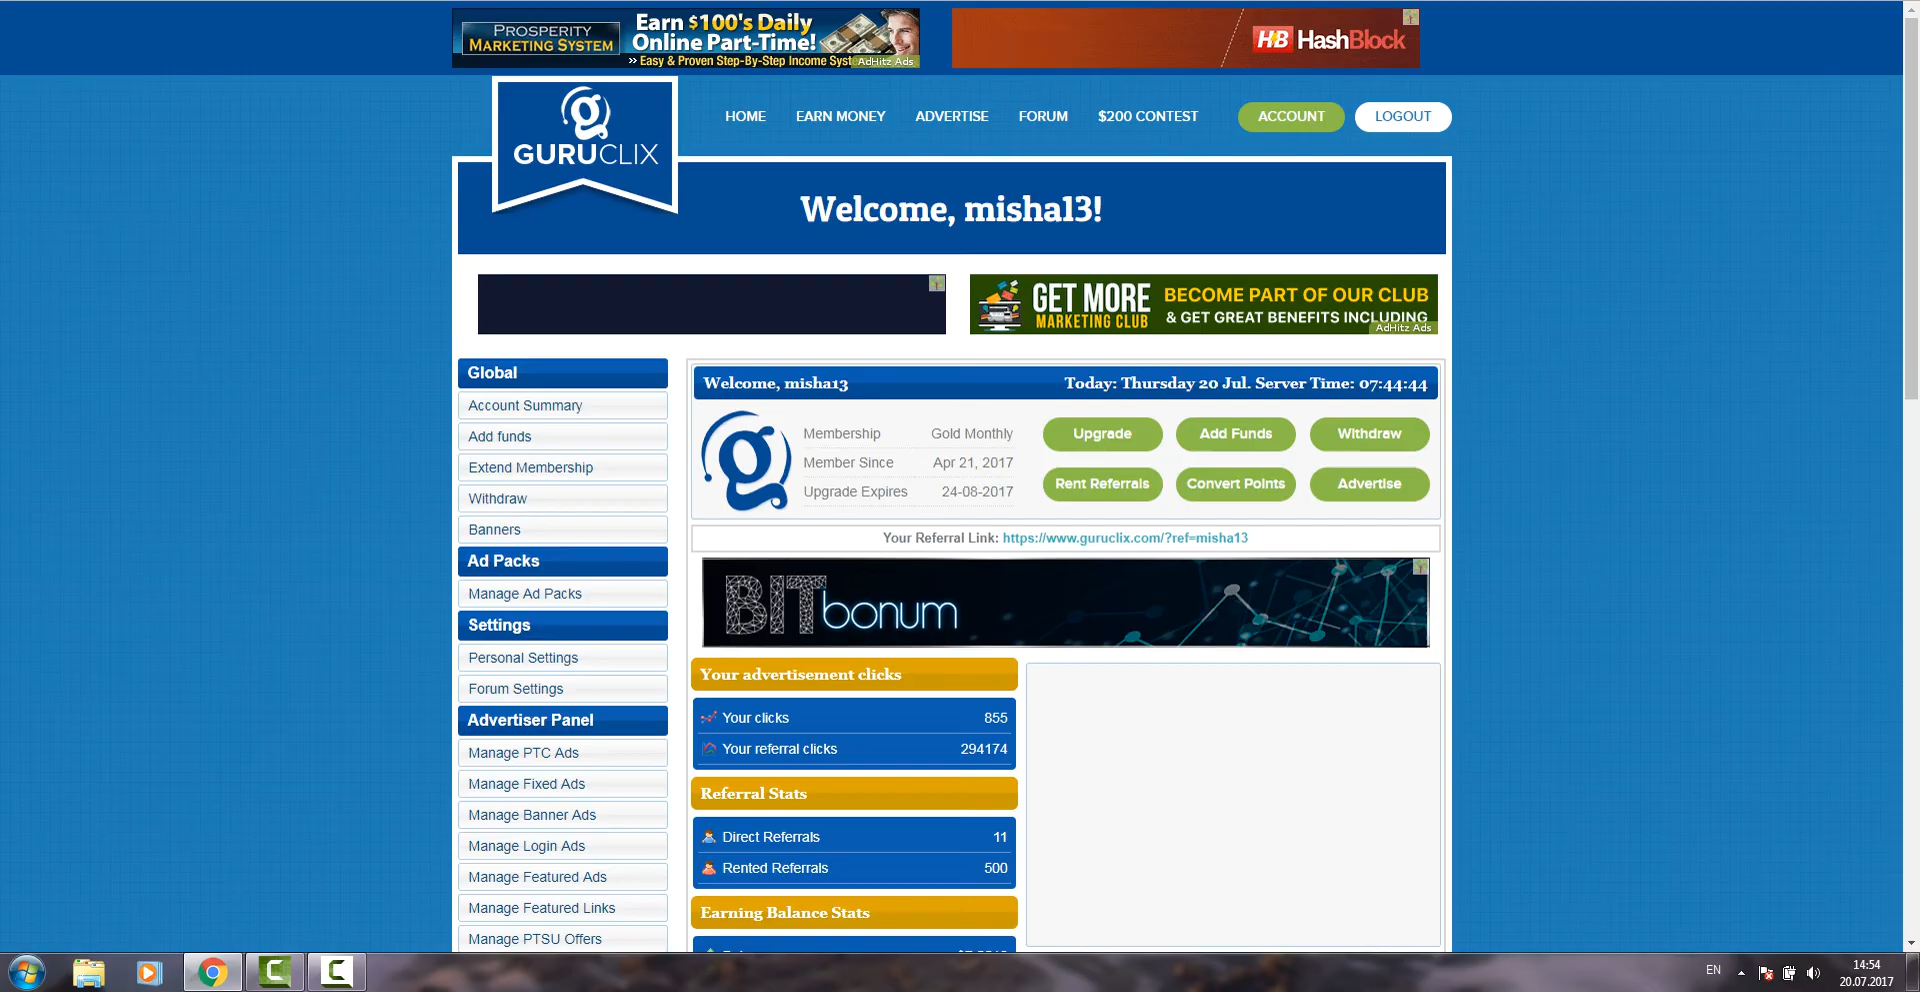 PROSPERITY
MARKETING SYSTEM
Earn $100's Daily
Online Part-Time!
>> Easy & Proven Step-By-Step Income Syst
AdHitz Ads
HB HashBlock
GURUCLIX
HOME
EARN MONEY
ADVERTISE
FORUM
$200 CONTEST
ACCOUNT
LOGOUT
Welcome, misha13!
GET MORE
MARKETING CLUB
BECOME PART OF OUR CLUB
& GET GREAT BENEFITS INCLUDING
AdHitz Ads
Global
Account Summary
Add funds
Extend Membership
Withdraw
Banners
Ad Packs
Manage Ad Packs
Settings
Personal Settings
Forum Settings
Advertiser Panel
Manage PTC Ads
Manage Fixed Ads
Manage Banner Ads
Manage Login Ads
Manage Featured Ads
Manage Featured Links
Manage PTSU Offers
Welcome, misha13
Today: Thursday 20 Jul. Server Time: 07:44:44
Membership Gold Monthly
Member Since Apr 21, 2017
Upgrade Expires 24-08-2017
Upgrade
Add Funds
Withdraw
Rent Referrals
Convert Points
Advertise
Your Referral Link: https://www.guruclix.com/?ref=misha13
BITbonum
Your advertisement clicks
Your clicks 855
Your referral clicks 294174
Referral Stats
Direct Referrals 11
Rented Referrals 500
Earning Balance Stats
EN
14:54
20.07.2017